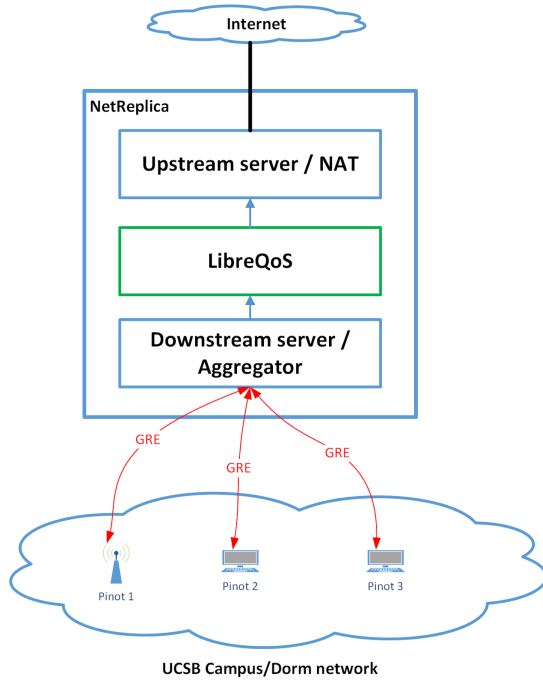 Internet
NetReplica
Upstream server / NAT
LibreQoS
Downstream server /
Aggregator
GRE
GRE
GRE
Pinot 1
Pinot 2
Pinot 3
UCSB Campus/Dorm network